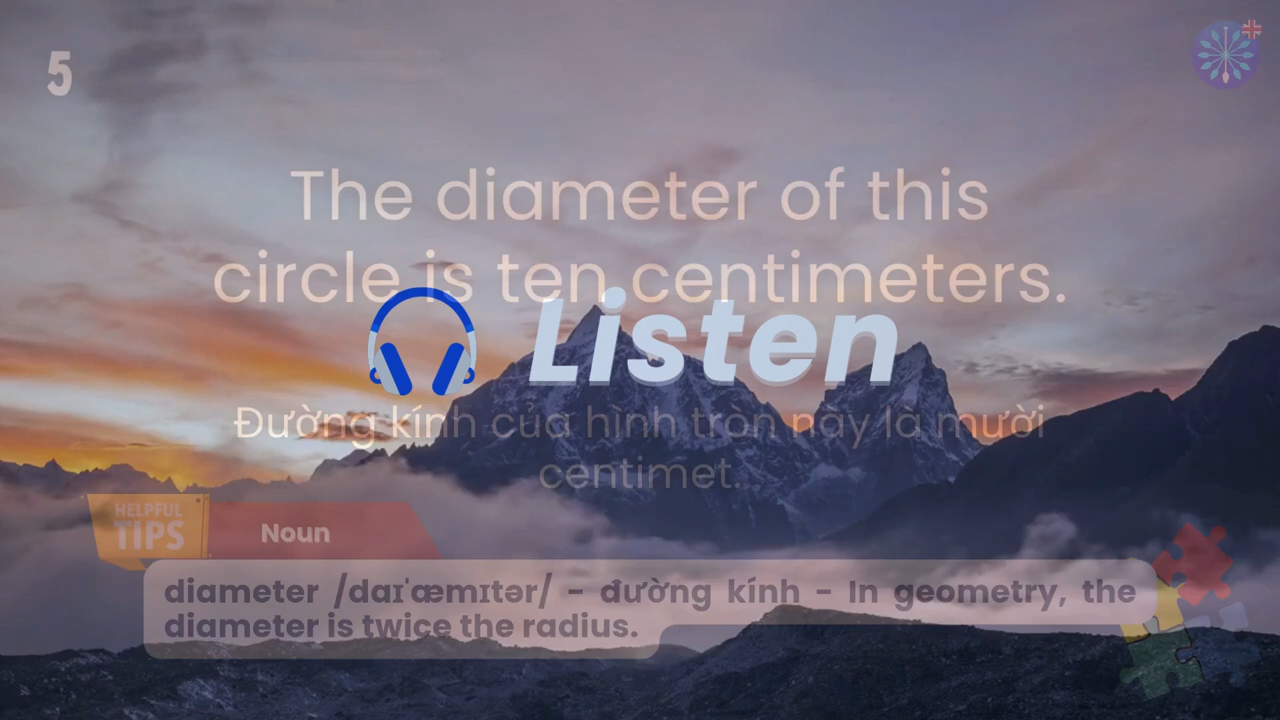 5
The diameter of this
circle is ten centimeters.
Listen
Đường kính của hình tròn này là mười
centimet.
HELPFUL
TIPS
Noun
diameter /daɪˈæmɪtər/ – đường kính – In geometry, the
diameter is twice the radius.